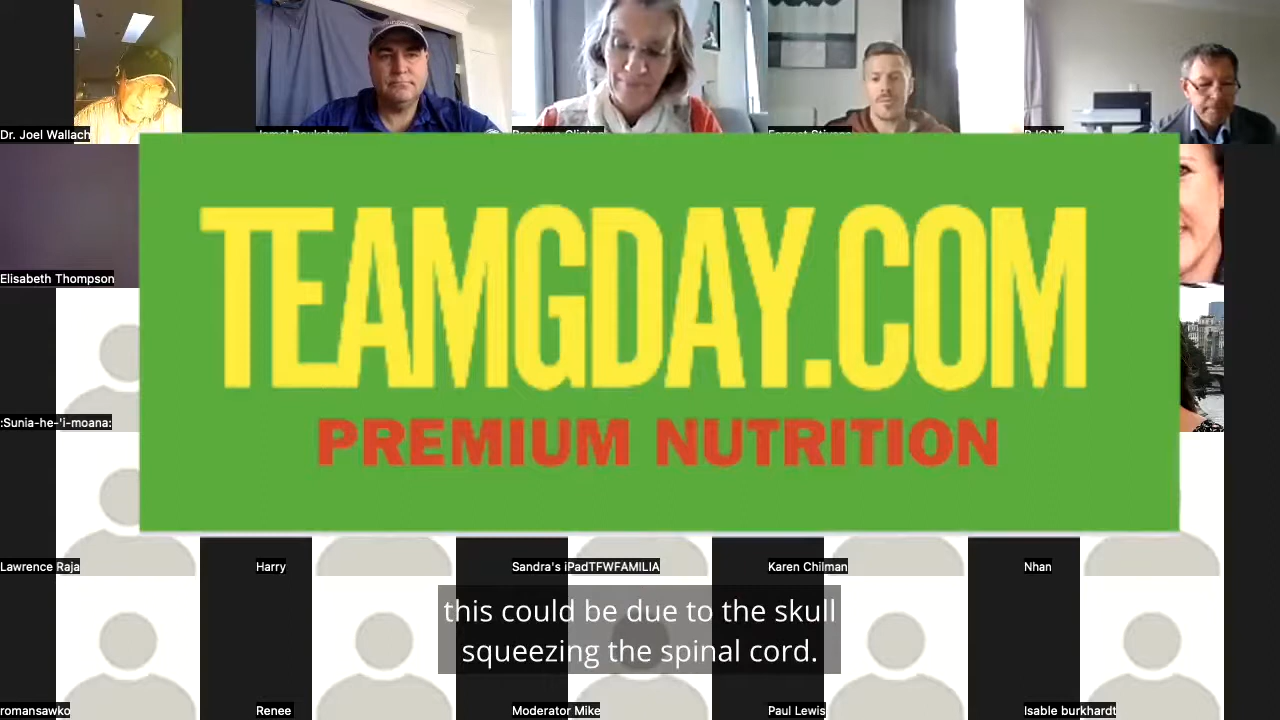 Dr. Joel Wallach
Elisabeth Thompson
TEAMGDAY.COM
PREMIUM NUTRITION
:Sunia-he-'i-moana:
Lawrence Raja
Harry
Sandra's iPadTFWFAMILIA
Karen Chilman
Nhan
this could be due to the skull
squeezing the spinal cord.
romansawko
Renee
Moderator Mike
Paul Lewis
Isable burkhardt